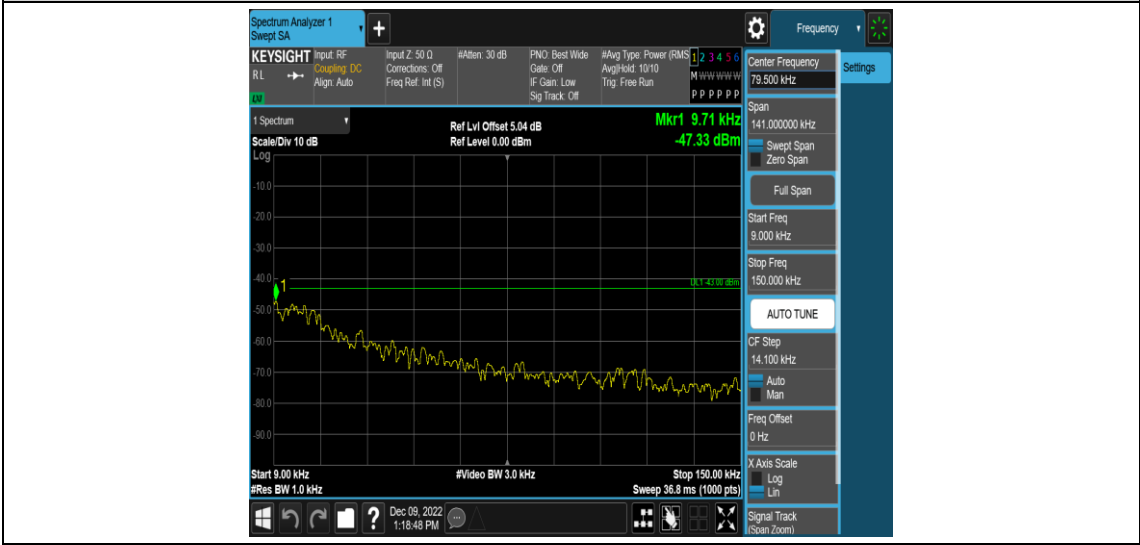 Spectrum Analyzer 1
Swept SA
+
Frequency
KEYSIGHT
RL
Input: RF
Coupling: DC
Align: Auto
Input Z: 50 Ω
Corrections: Off
Freq Ref: Int (S)
#Atten: 30 dB
PNO: Best Wide
Gate: Off
IF Gain: Low
Sig Track: Off
#Avg Type: Power (RMS
Avg|Hold: 10/10
Trig: Free Run
1 2 3 4 5 6
M W W W W W
P P P P P P
1 Spectrum
Scale/Div 10 dB
Log
Ref Lvl Offset 5.04 dB
Ref Level 0.00 dBm
Mkr1 9.71 kHz
-47.33 dBm
-10.0
-20.0
-30.0
-40.0
-50.0
-60.0
-70.0
-80.0
-90.0
1
DL1 -43.00 dBm
Start 9.00 kHz
#Res BW 1.0 kHz
#Video BW 3.0 kHz
Stop 150.00 kHz
Sweep 36.8 ms (1000 pts)
?
Dec 09, 2022
1:18:48 PM
Center Frequency
79.500 kHz
Settings
Span
141.000000 kHz
Swept Span
Zero Span
Full Span
Start Freq
9.000 kHz
Stop Freq
150.000 kHz
AUTO TUNE
CF Step
14.100 kHz
Auto
Man
Freq Offset
0 Hz
X Axis Scale
Log
Lin
Signal Track
(Span Zoom)